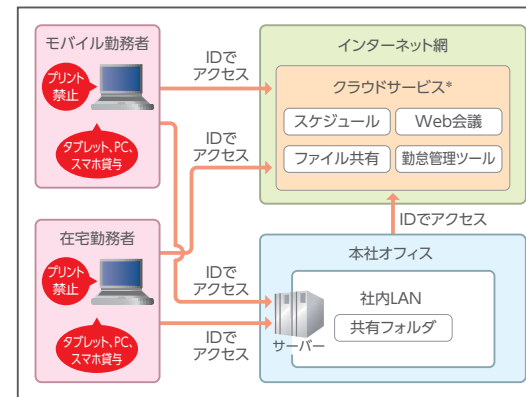 モバイル勤務者
プリント
禁止
タブレット、PC、
スマホ貸与
IDで
アクセス
IDで
アクセス
インターネット網
クラウドサービス*
スケジュール
Web会議
ファイル共有
勤怠管理ツール
IDでアクセス
在宅勤務者
プリント
禁止
タブレット、PC、
スマホ貸与
IDで
アクセス
IDで
アクセス
本社オフィス
社内LAN
共有フォルダ
サーバー